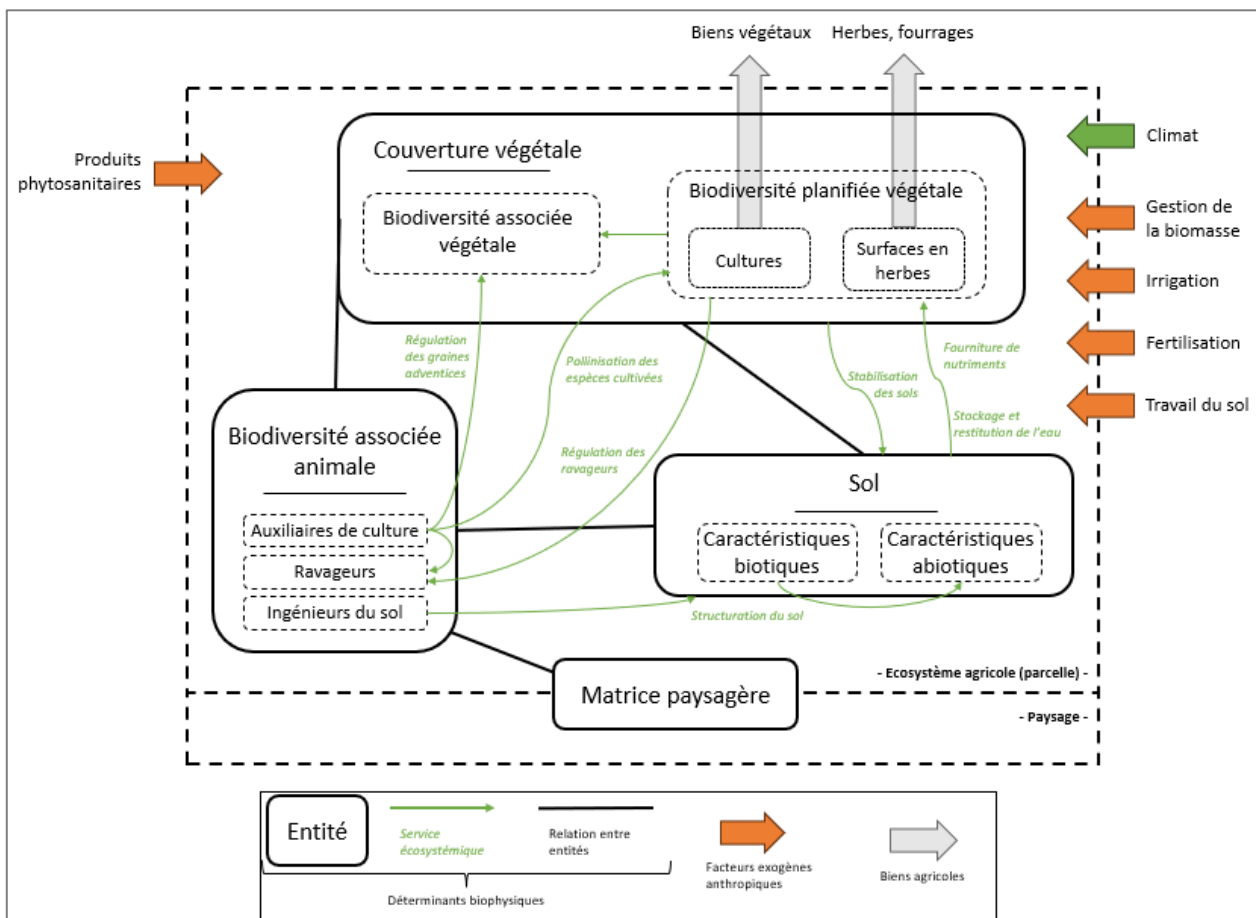 Biens végétaux
Herbes, fourrages
Produits
phytosanitaires
Climat
Gestion de
la biomasse
Irrigation
Fertilisation
Travail du sol
Couverture végétale
Biodiversité associée
végétale
Biodiversité planifiée végétale
Cultures
Surfaces en
herbes
Régulation
des graines
adventices
Pollinisation des
espèces cultivées
Régulation des
ravageurs
Stabilisation
des sols
Fourniture de
nutriments
Stockage et
restitution de l'eau
Biodiversité associée
animale
Auxiliaires de culture
Ravageurs
Ingénieurs du sol
Structuration du sol
Sol
Caractéristiques
biotiques
Caractéristiques
abiotiques
Matrice paysagère
- Ecosystème agricole (parcelle) -
- Paysage -
Entité
Service
écosystémique
Relation entre
entités
Déterminants biophysiques
Facteurs exogènes
anthropiques
Biens agricoles